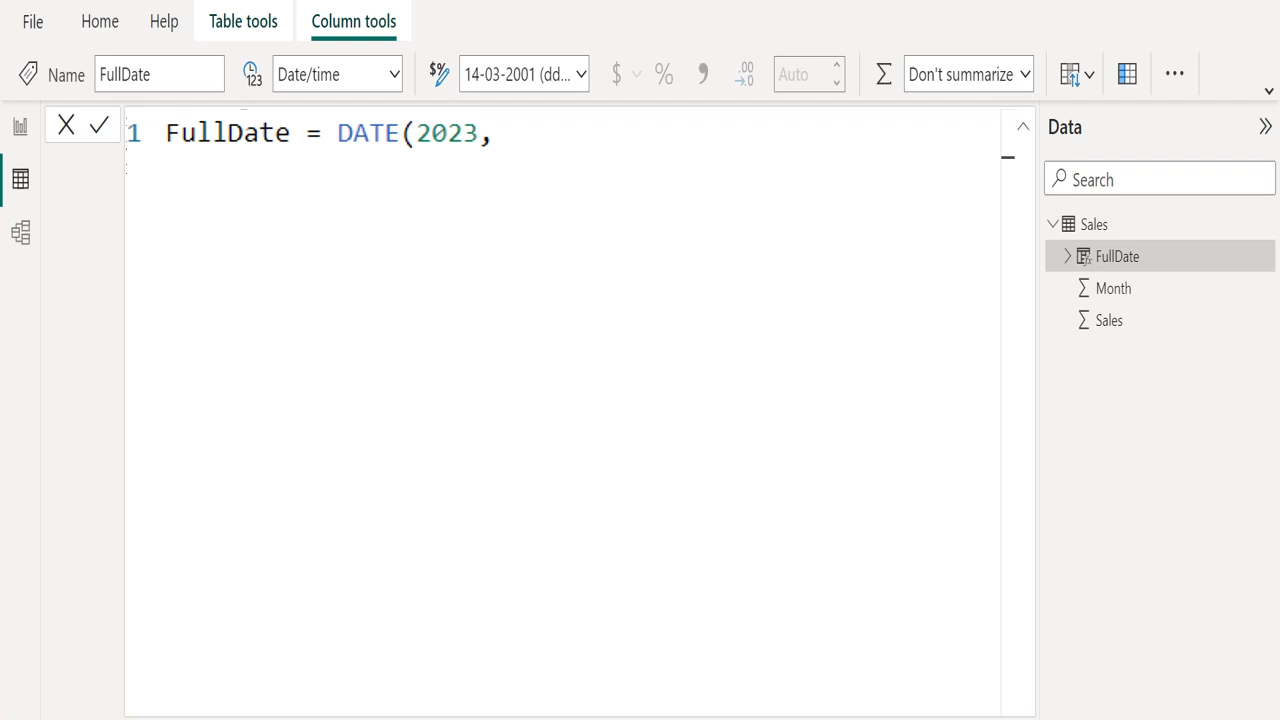 File Home Help Table tools Column tools
Name FullDate Date/time 14-03-2001 (dd... $ % .00 Auto Don't summarize ...
1 FullDate = DATE(2023,
Data
Search
Sales
FullDate
Month
Sales